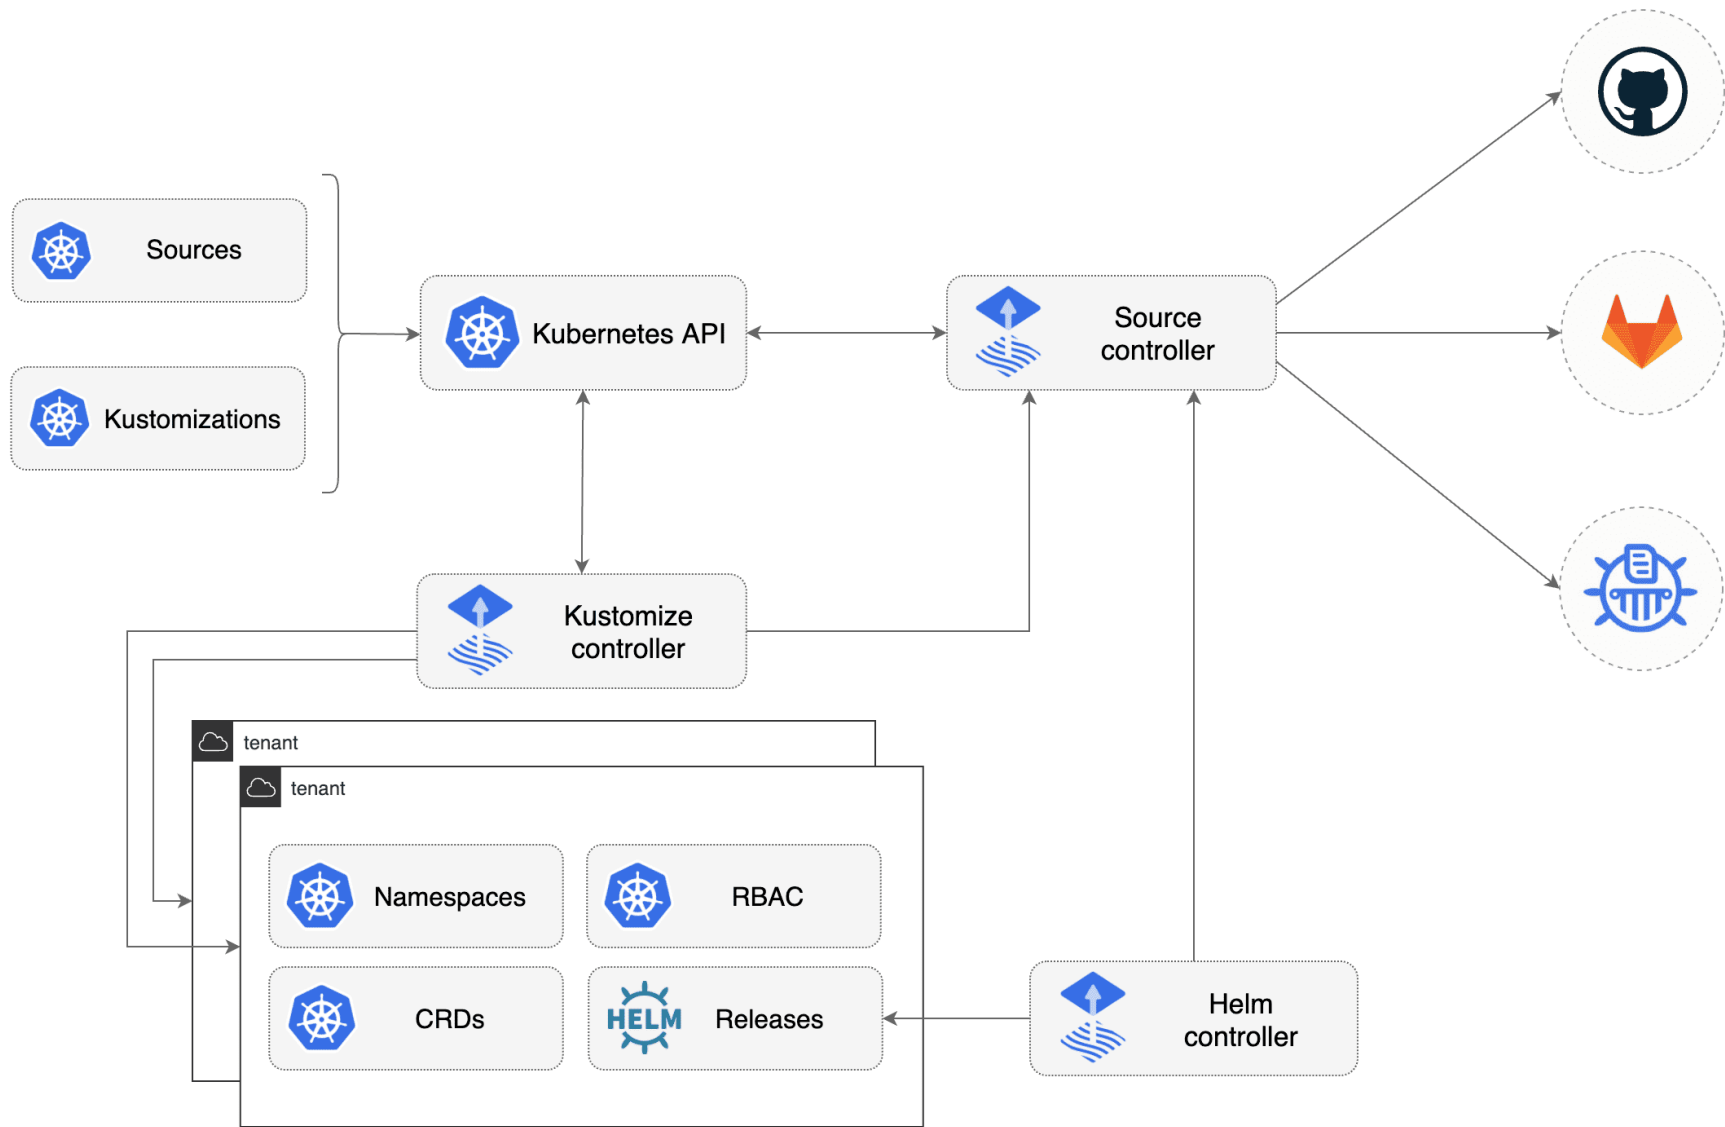 Sources
Kustomizations
Kubernetes API
Source
controller
Kustomize
controller
tenant
tenant
Namespaces
RBAC
CRDs
HELM
Releases
Helm
controller